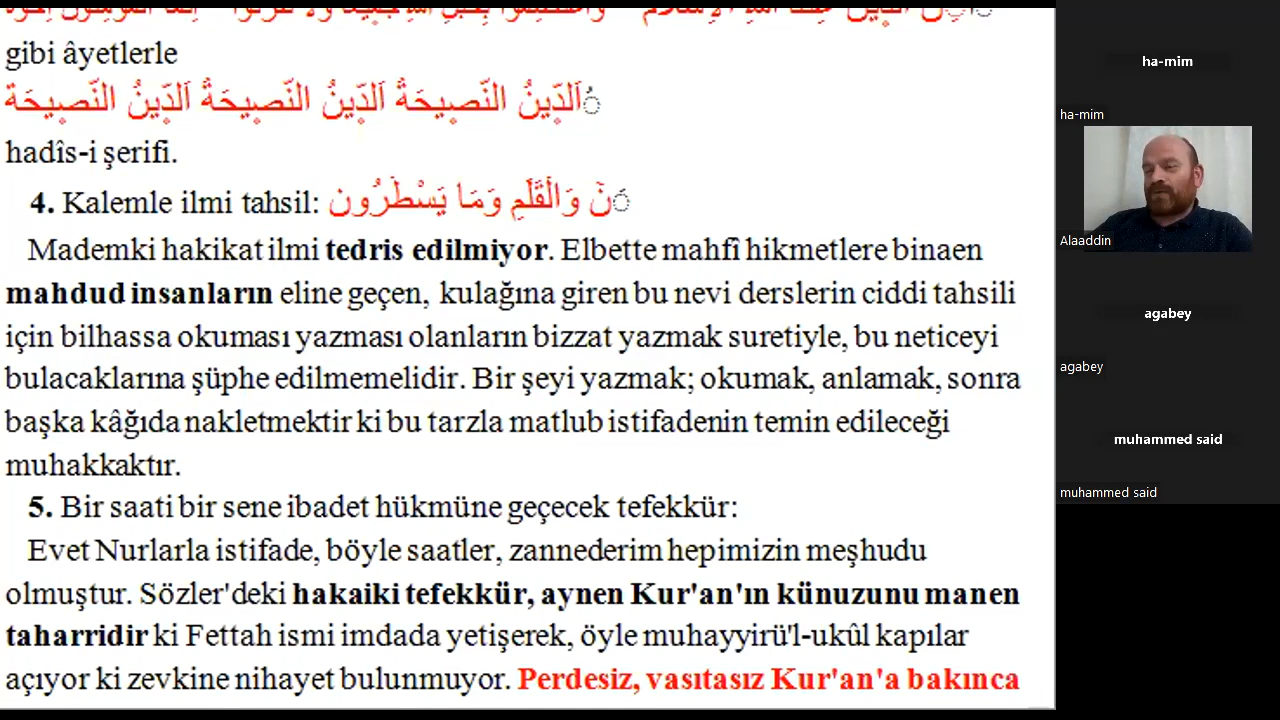 gibi âyetlerle
اَلدِّينُ النَّصِيحَةُ اَلدِّينُ النَّصِيحَةُ اَلدِّينُ النَّصِيحَة
hadîs-i şerifi.
4. Kalemle ilmi tahsil: نَ وَالْقَلَمِ وَمَا يَسْطُرُون
Mademki hakikat ilmi tedris edilmiyor. Elbette mahfî hikmetlere binaen
mahdud insanların eline geçen, kulağına giren bu nevi derslerin ciddi tahsili
için bilhassa okuması yazması olanların bizzat yazmak suretiyle, bu neticeyi
bulacaklarına şüphe edilmemelidir. Bir şeyi yazmak; okumak, anlamak, sonra
başka kâğıda nakletmektir ki bu tarzla matlub istifadenin temin edileceği
muhakkaktır.
5. Bir saati bir sene ibadet hükmüne geçecek tefekkür:
Evet Nurlarla istifade, böyle saatler, zannederim hepimizin meşhudu
olmuştur. Sözler'deki hakaiki tefekkür, aynen Kur'an'ın künuzunu manen
taharridir ki Fettah ismi imdada yetişerek, öyle muhayyirü'l-ukûl kapılar
açıyor ki zevkine nihayet bulunmuyor. Perdesiz, vasıtasız Kur'an'a bakınca
ha-mim
ha-mim
Alaaddin
agabey
agabey
muhammed said
muhammed said